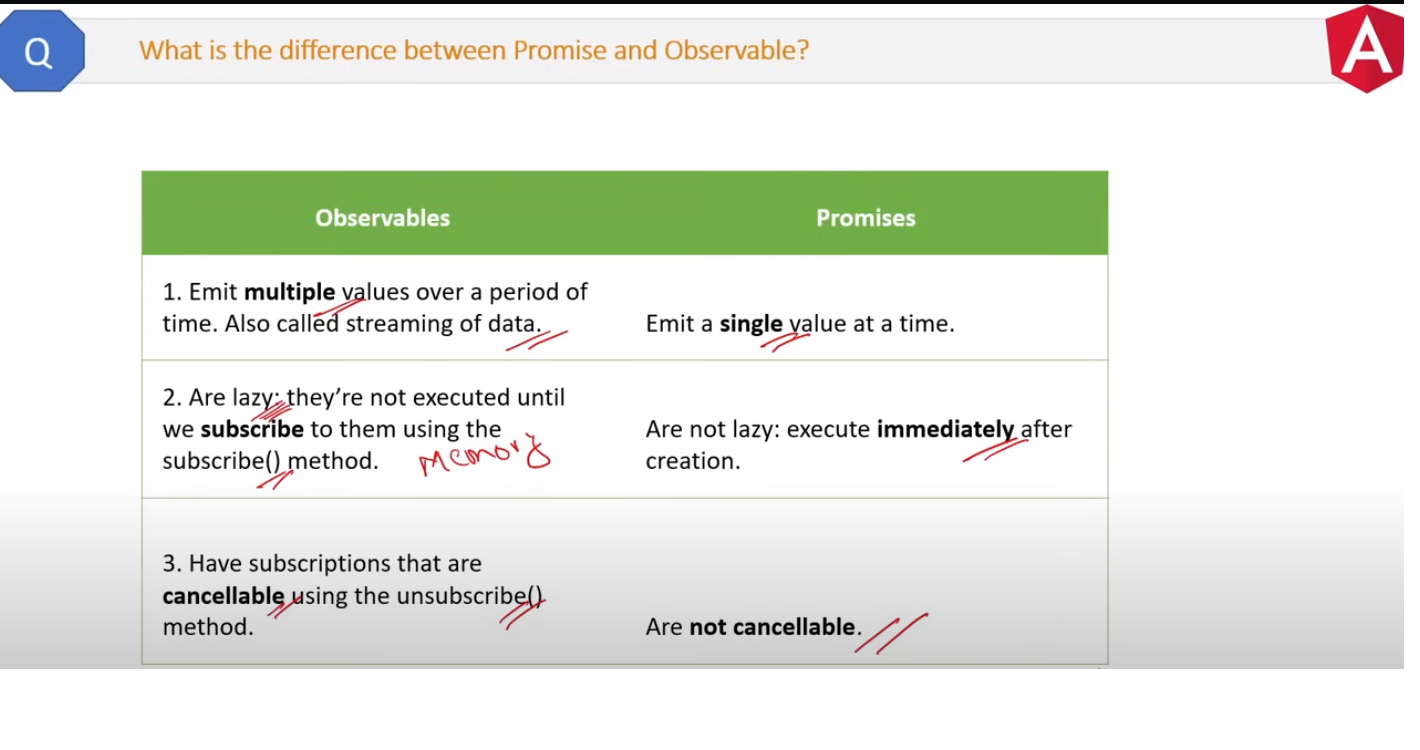 Q
What is the difference between Promise and Observable?
A
Observables
Promises
1. Emit multiple values over a period of
time. Also called streaming of data.
Emit a single value at a time.
2. Are lazy: they’re not executed until
we subscribe to them using the
subscribe() method.
Memory
Are not lazy: execute immediately after
creation.
3. Have subscriptions that are
cancellable using the unsubscribe()
method.
Are not cancellable.